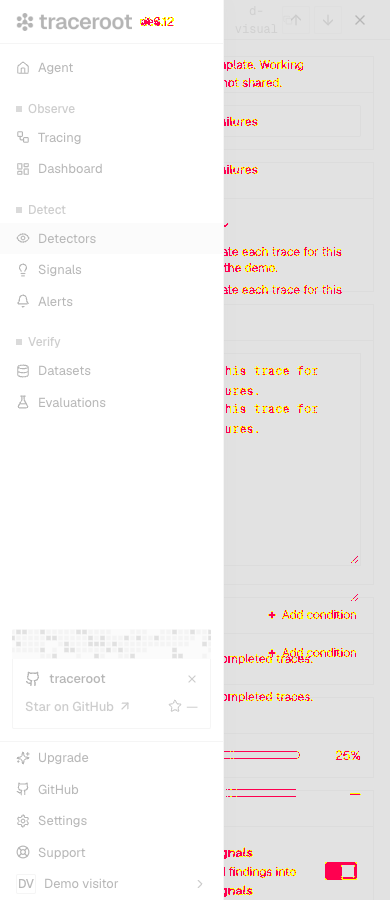 traceroot
d-
visual
Agent
plate. Working
not shared.
Observe
ailures
Tracing
Dashboard
ailures
Detect
Detectors
ate each trace for this
the demo.
Signals
ate each trace for this
Alerts
Verify
Datasets
his trace for
ures.
Evaluations
his trace for
ures.
+ Add condition
+ Add condition
ompleted traces.
traceroot
ompleted traces.
Star on GitHub
—
Upgrade
25%
GitHub
—
Settings
Support
gnals
l findings into
DV
Demo visitor
gnals